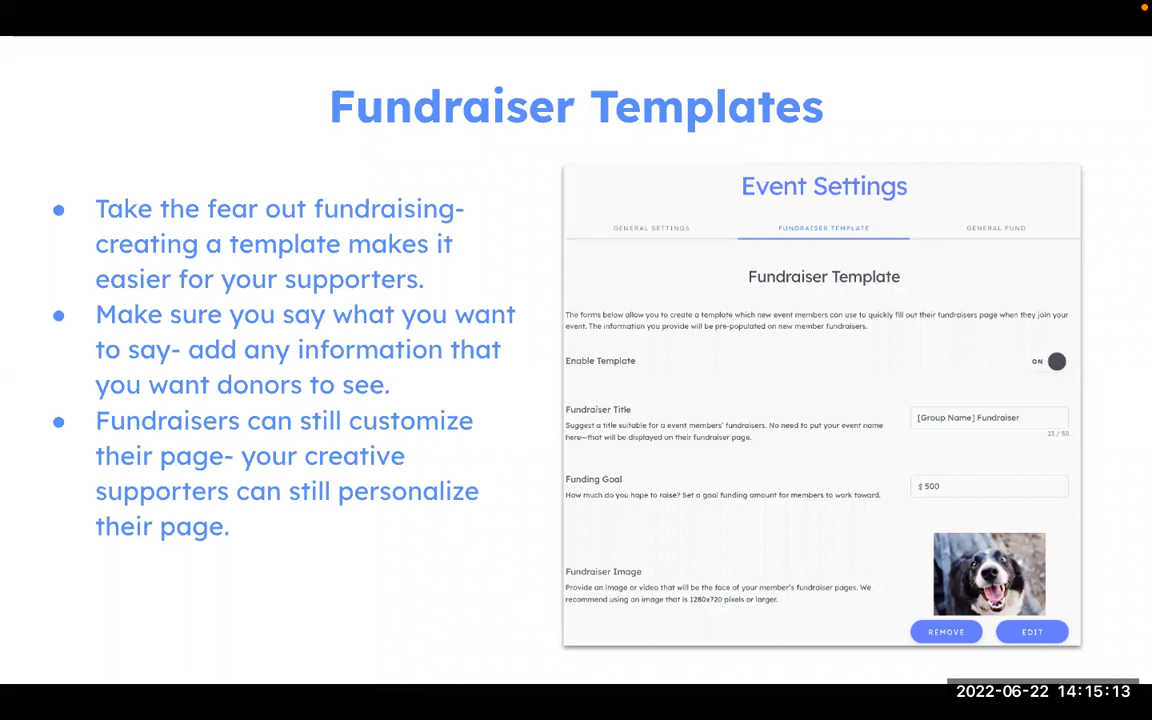 Fundraiser Templates
Take the fear out fundraising-
creating a template makes it
easier for your supporters.
Make sure you say what you want
to say- add any information that
you want donors to see.
Fundraisers can still customize
their page- your creative
supporters can still personalize
their page.
Event Settings
GENERAL SETTINGS
FUNDRAISER TEMPLATE
GENERAL FUND
Fundraiser Template
The forms below allow you to create a template which new event members can use to quickly fill out their fundraisers page when they join your
event. The information you provide will be pre-populated on new member fundraisers.
Enable Template
ON
Fundraiser Title
Suggest a title suitable for a event members' fundraisers. No need to put your event name
here—that will be displayed on their fundraiser page.
[Group Name] Fundraiser
23 / 50
Funding Goal
How much do you hope to raise? Set a goal funding amount for members to work toward.
$ 500
Fundraiser Image
Provide an image or video that will be the face of your member's fundraiser pages. We
recommend using an image that is 1280x720 pixels or larger.
REMOVE
EDIT
2022-06-22 14:15:13